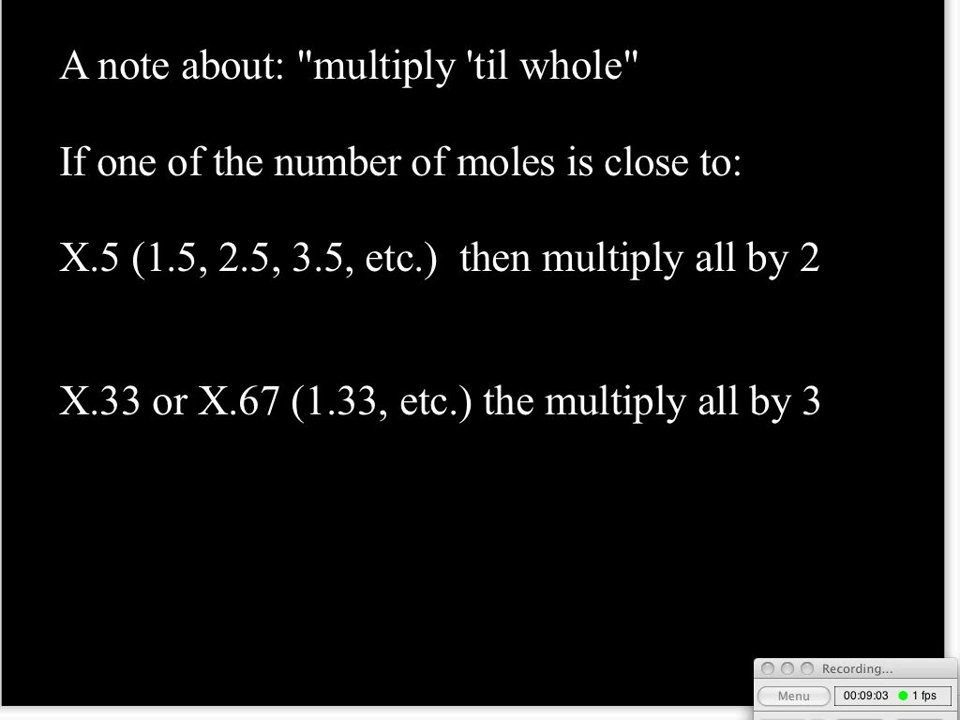 A note about: "multiply 'til whole"
If one of the number of moles is close to:
X.5 (1.5, 2.5, 3.5, etc.)  then multiply all by 2
X.33 or X.67 (1.33, etc.) the multiply all by 3
Recording...
Menu 00:09:03 1 fps